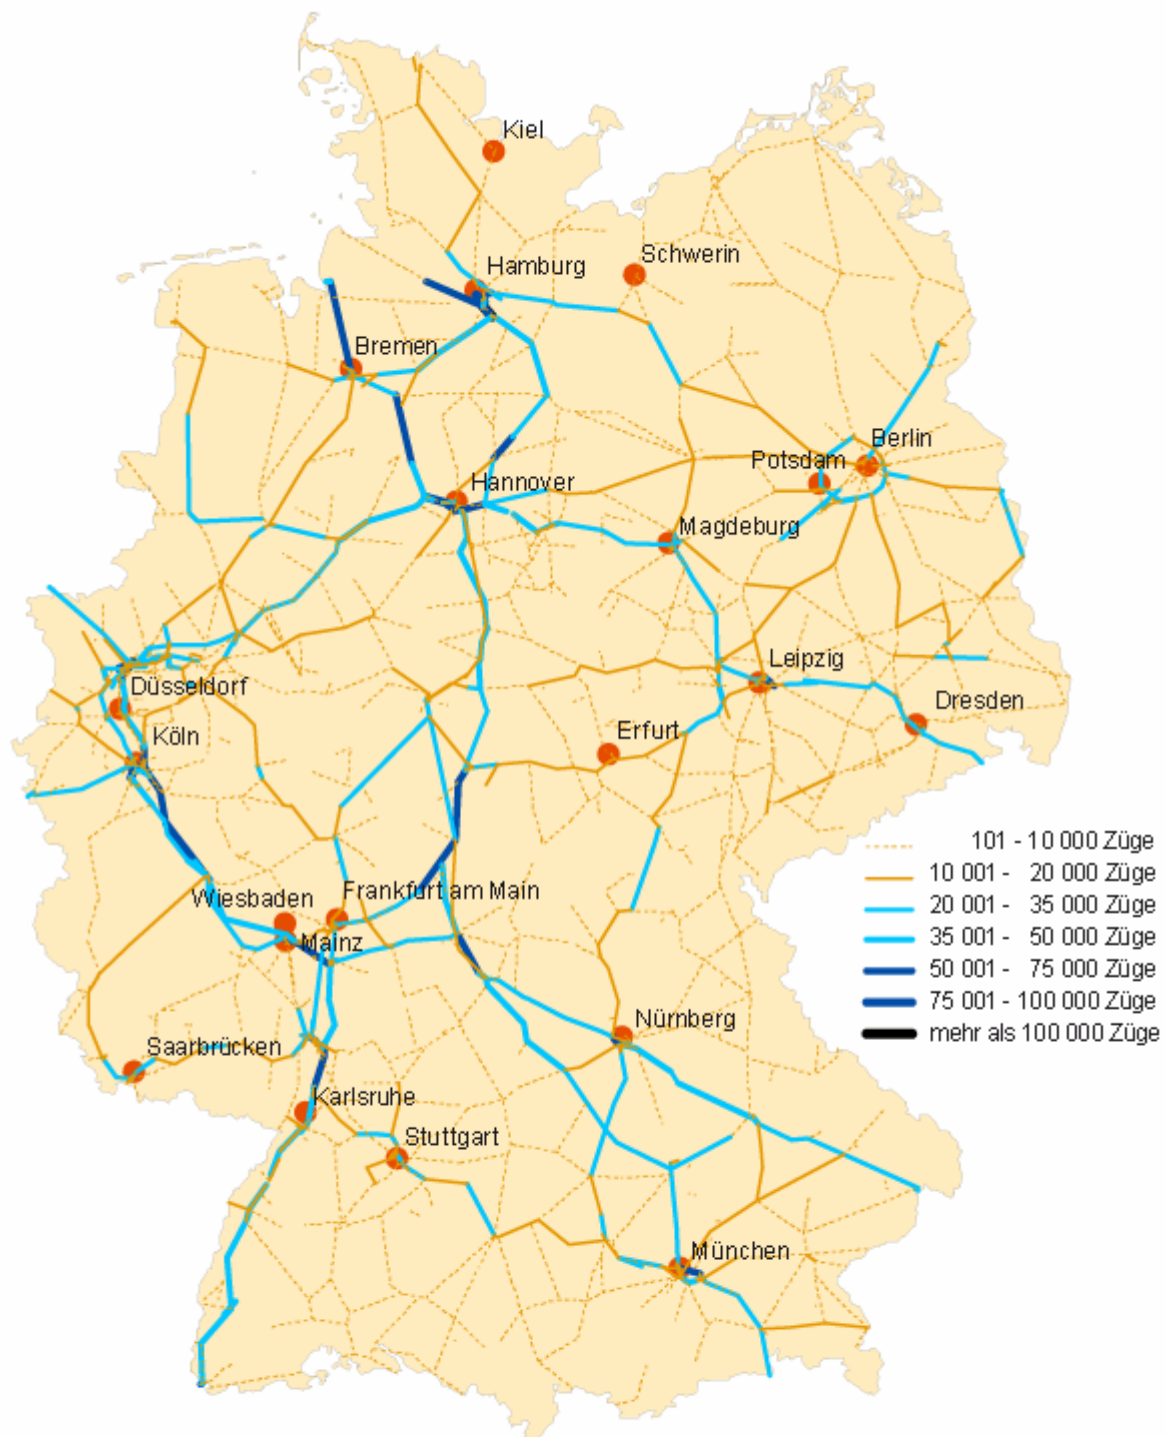 Kiel
Schwerin
Hamburg
Bremen
Berlin
Potsdam
Hannover
Magdeburg
Leipzig
Düsseldorf
Dresden
Köln
Erfurt
101 - 10 000 Züge
10 001 - 20 000 Züge
Wiesbaden
Frankfurt am Main
20 001 - 35 000 Züge
Mainz
35 001 - 50 000 Züge
50 001 - 75 000 Züge
75 001 - 100 000 Züge
Nürnberg
mehr als 100 000 Züge
Saarbrücken
Karlsruhe
Stuttgart
München